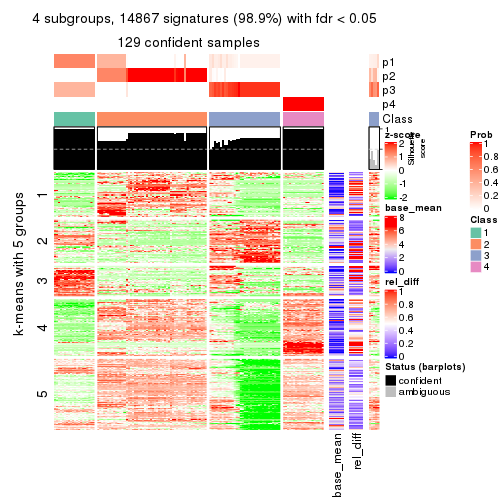 4 subgroups, 14867 signatures (98.9%) with fdr < 0.05
129 confident samples
p1
p2
p3
p4
Class
1
Silhouette
score
z-score
2
1
0
-1
-2
base_mean
8
6
4
2
0
rel_diff
1
0.8
0.6
0.4
0.2
0
Status (barplots)
confident
ambiguous
Prob
1
0.8
0.6
0.4
0.2
0
Class
1
2
3
4
k-means with 5 groups
1
2
3
4
5
base_mean
rel_diff